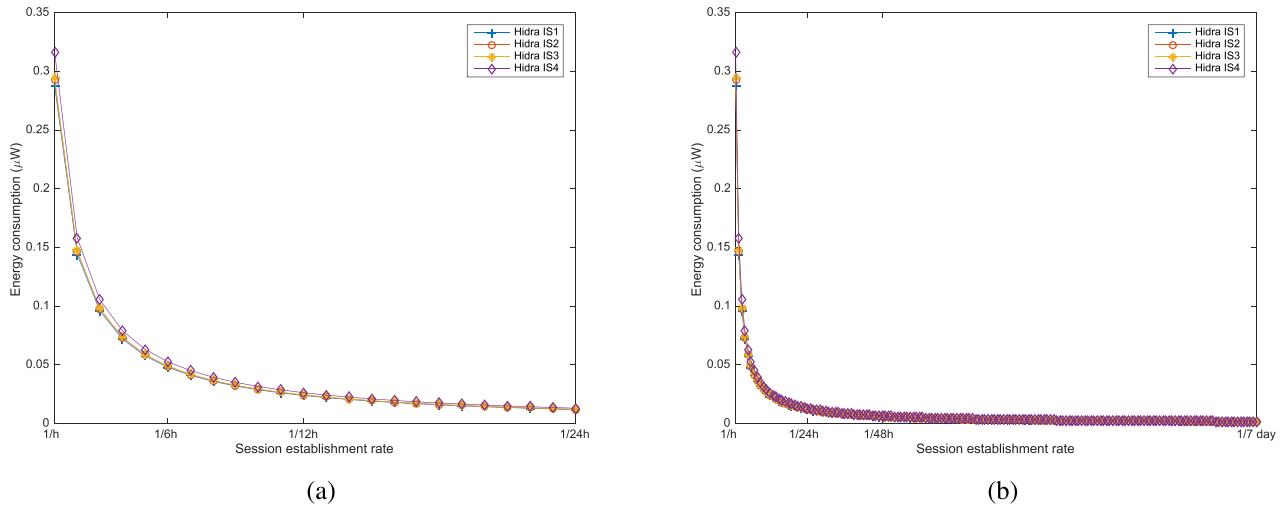 0.35
0.3
0.25
0.2
0.15
0.1
0.05
0
Energy consumption (μW)
1/h
1/6h
1/12h
1/24h
Session establishment rate
Hidra IS1
Hidra IS2
Hidra IS3
Hidra IS4
(a)
0.35
0.3
0.25
0.2
0.15
0.1
0.05
0
Energy consumption (μW)
1/h
1/24h
1/48h
1/7 day
Session establishment rate
Hidra IS1
Hidra IS2
Hidra IS3
Hidra IS4
(b)